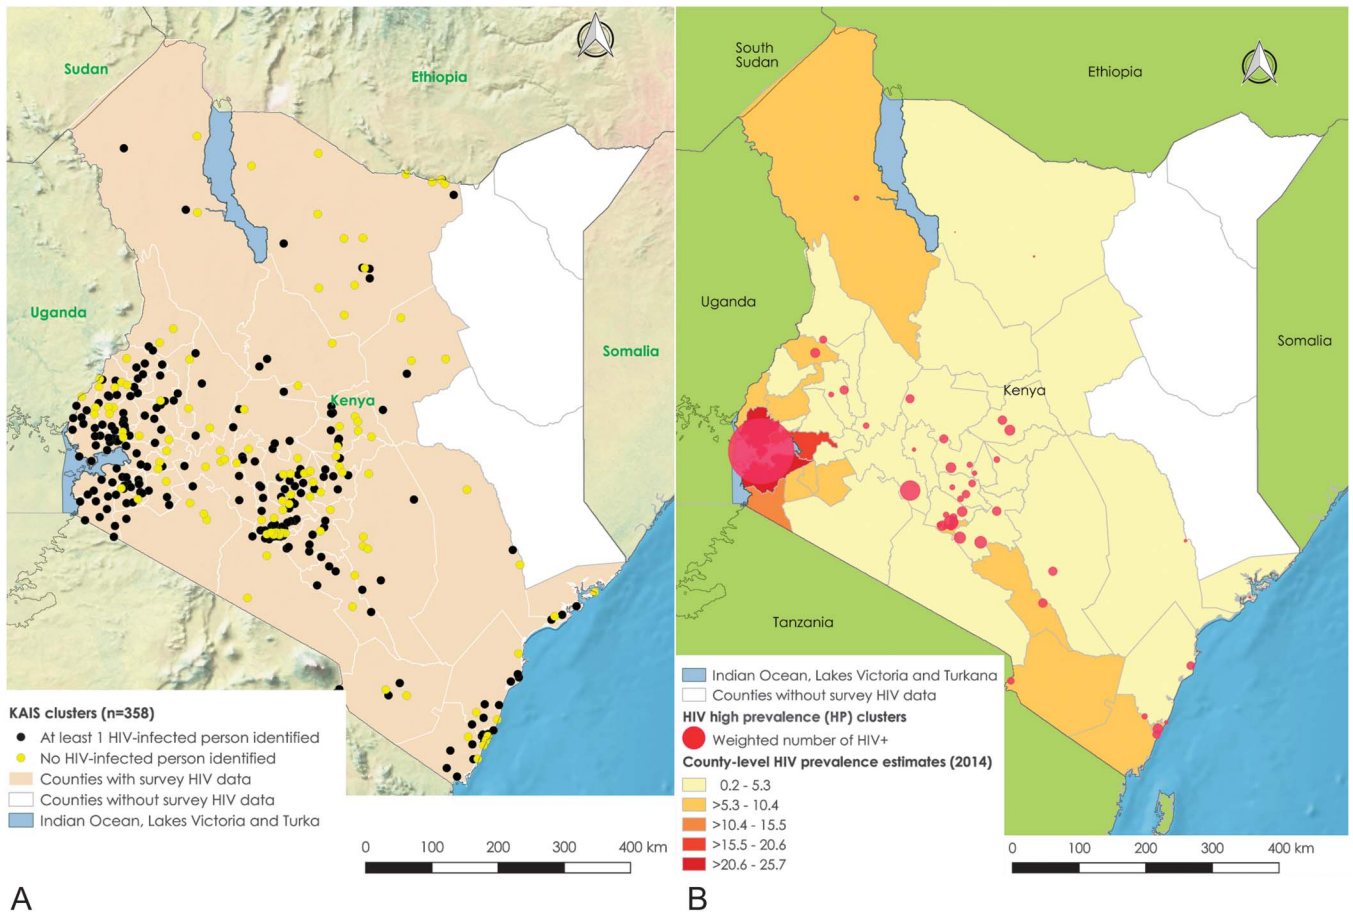 Sudan
Ethiopia
Uganda
Somalia
Kenya
KAIS clusters (n=358)
At least 1 HIV-infected person identified
No HIV-infected person identified
Counties with survey HIV data
Counties without survey HIV data
Indian Ocean, Lakes Victoria and Turka
0 100 200 300 400 km
A
South
Sudan
Ethiopia
Uganda
Somalia
Kenya
Tanzania
Indian Ocean, Lakes Victoria and Turkana
Counties without survey HIV data
HIV high prevalence (HP) clusters
Weighted number of HIV+
County-level HIV prevalence estimates (2014)
0.2 - 5.3
>5.3 - 10.4
>10.4 - 15.5
>15.5 - 20.6
>20.6 - 25.7
0 100 200 300 400 km
B